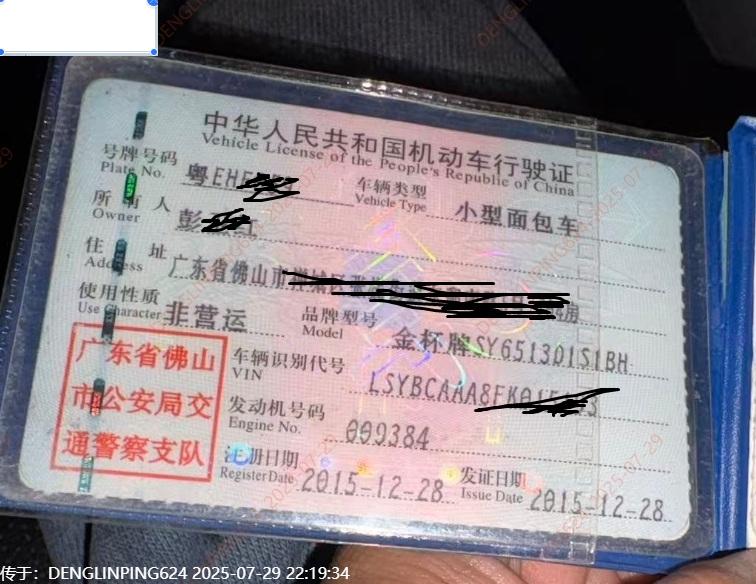 中华人民共和国机动车行驶证
Vehicle License of the People's Republic of China
号牌号码 粤EHE 车辆类型 小型面包车
Plate No. Vehicle Type
所有人 彭
Owner
住址 广东省佛山市
Address
使用性质 非营运 品牌型号 金杯牌SY6513D1S1BH
Use Character Model
车辆识别代号 LSYBCAAA8FK0
VIN
发动机号码 009384
Engine No.
注册日期 2015-12-28 发证日期 2015-12-28
Register Date Issue Date
广东省佛山
市公安局交
通警察支队
传于：DENGLINPING624 2025-07-29 22:19:34